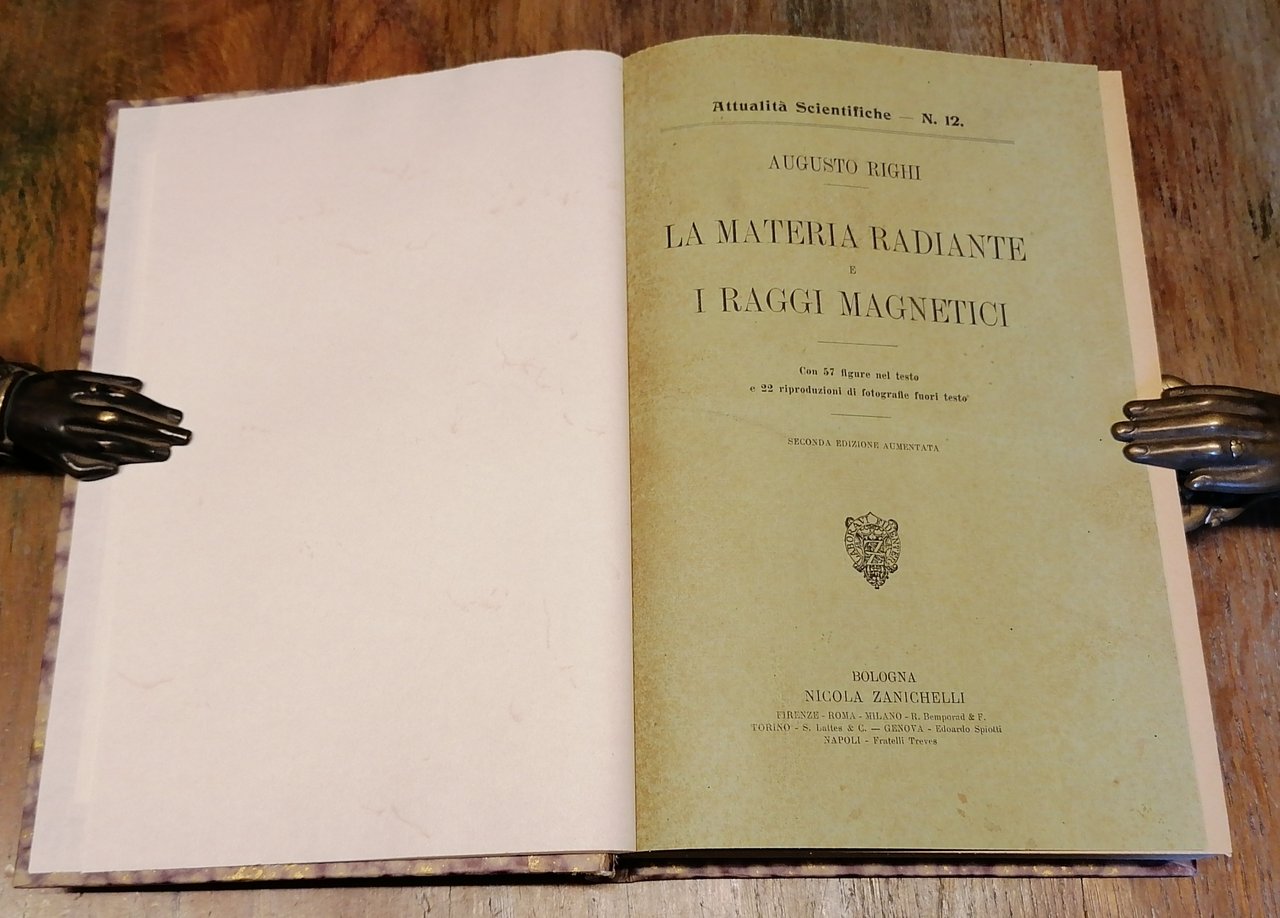 Attualità Scientifiche — N. 12.
AUGUSTO RIGHI
LA MATERIA RADIANTE
E
I RAGGI MAGNETICI
Con 57 figure nel testo
e 22 riproduzioni di fotografie fuori testo
SECONDA EDIZIONE AUMENTATA
LABORAVI FIDENTER
Z
BOLOGNA
NICOLA ZANICHELLI
FIRENZE - ROMA - MILANO - R. Bemporad & F.
TORINO - S. Lattes & C. — GENOVA - Edoardo Spiotti
NAPOLI - Fratelli Treves